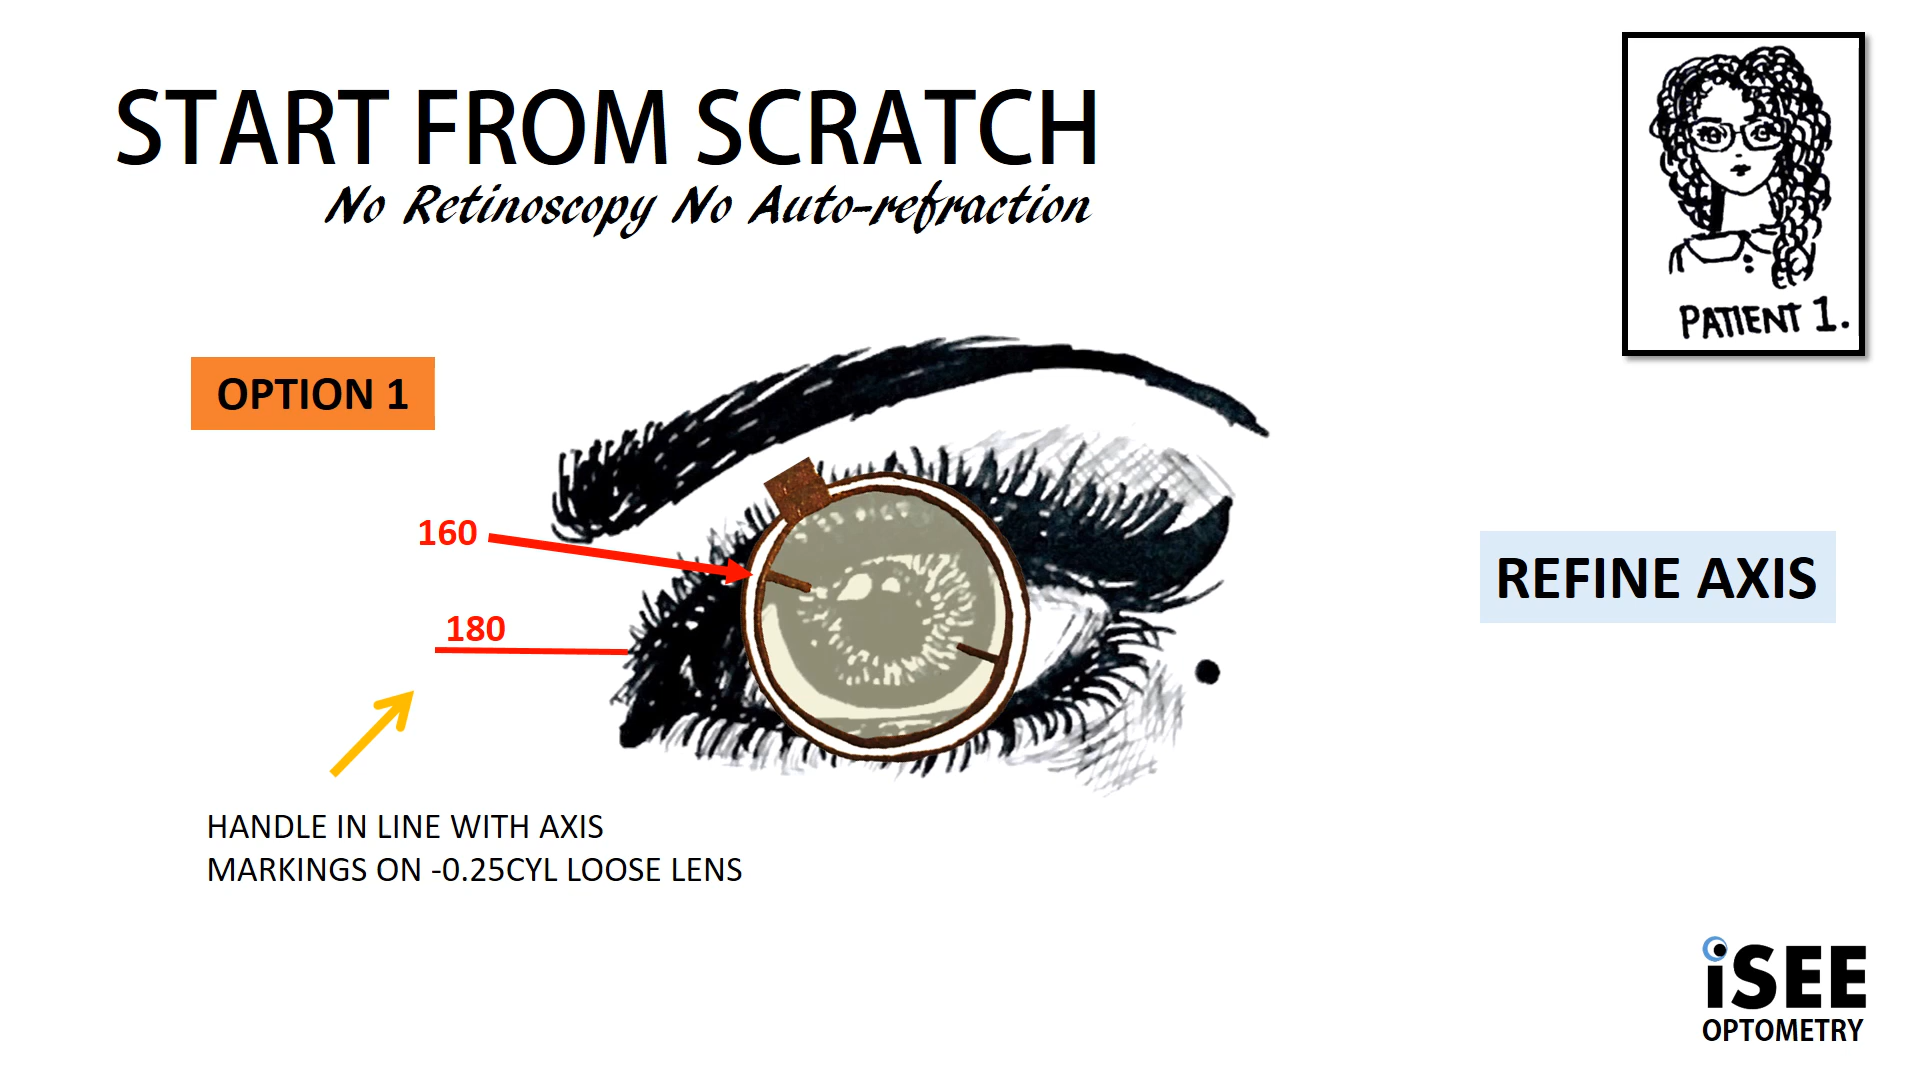 START FROM SCRATCH
No Retinoscopy No Auto-refraction
PATIENT 1.
OPTION 1
160
180
REFINE AXIS
HANDLE IN LINE WITH AXIS
MARKINGS ON -0.25CYL LOOSE LENS
iSEE
OPTOMETRY